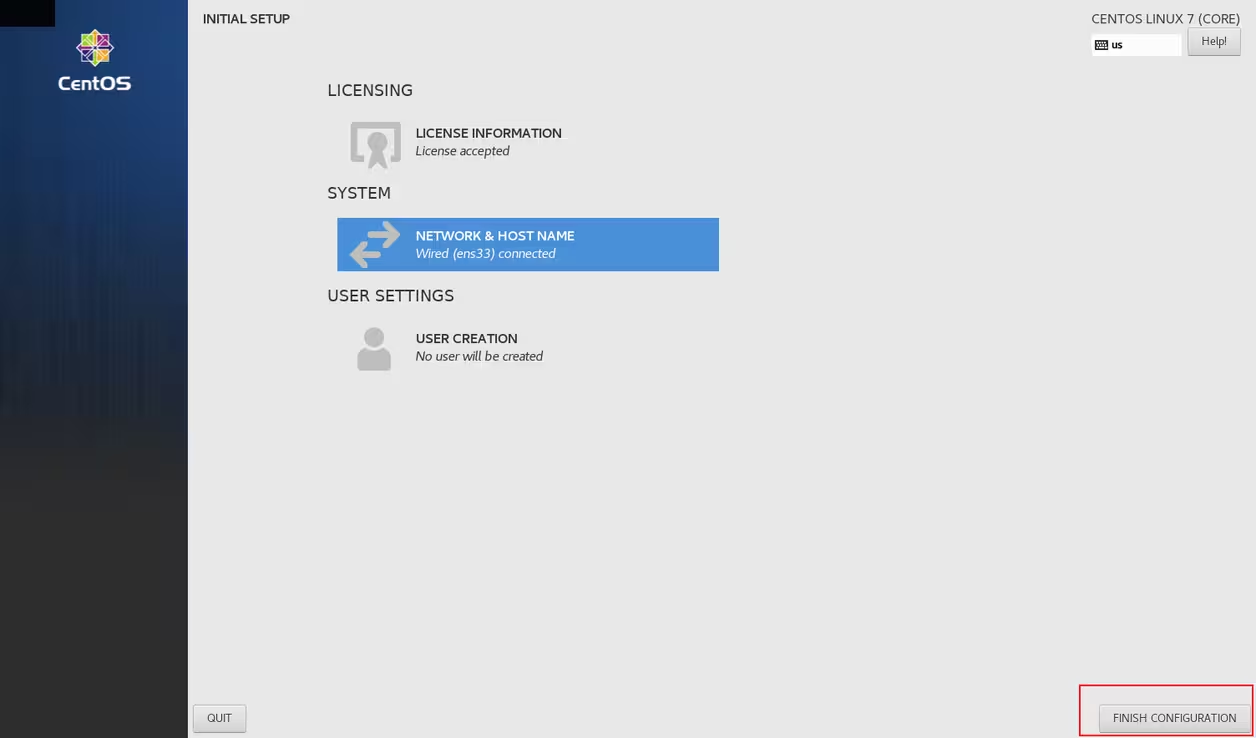 CentOS
INITIAL SETUP
CENTOS LINUX 7 (CORE)
us
Help!
LICENSING
LICENSE INFORMATION
License accepted
SYSTEM
NETWORK & HOST NAME
Wired (ens33) connected
USER SETTINGS
USER CREATION
No user will be created
QUIT
FINISH CONFIGURATION